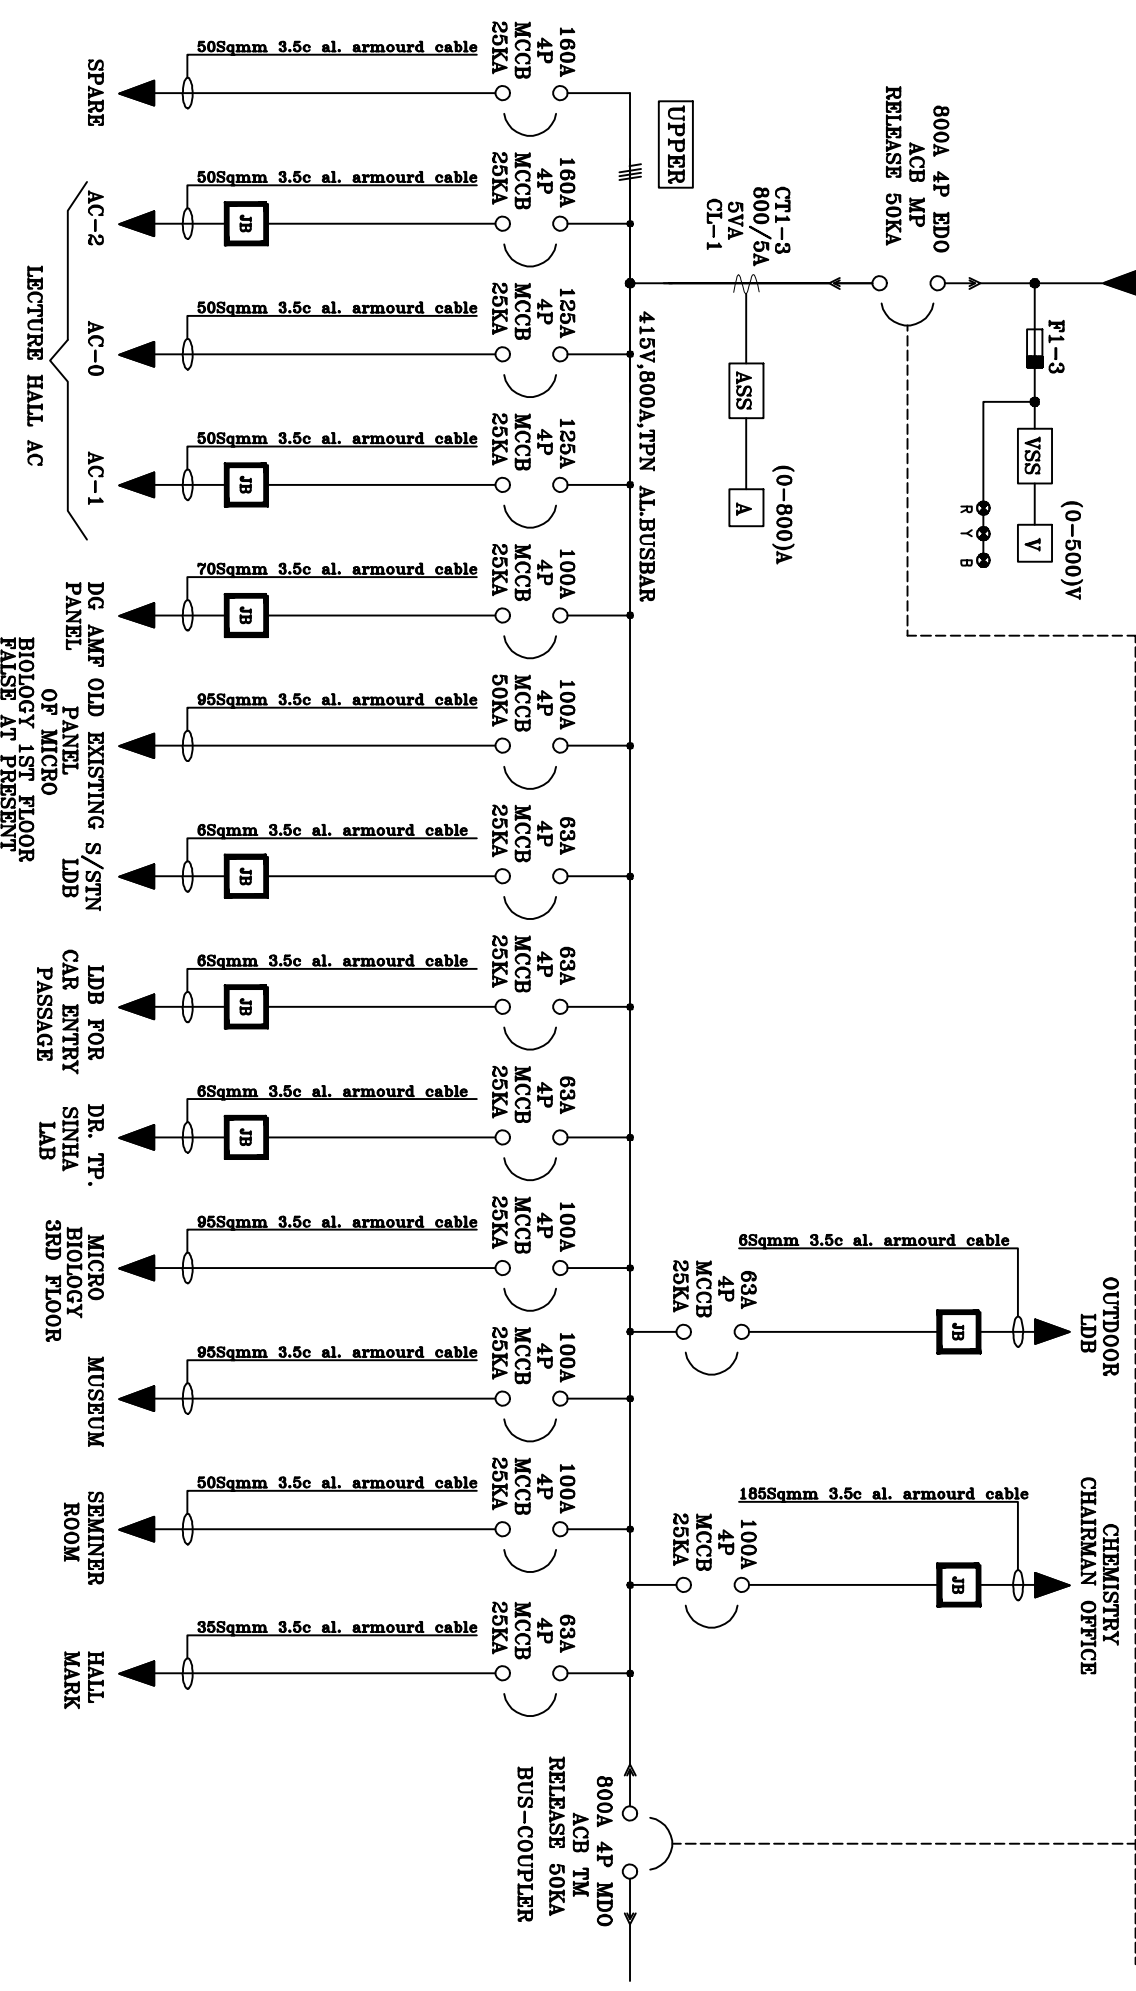 800A 4P EDO
ACB MP
RELEASE 50KA
F1-3
VSS
V
(0-500)V
R
Y
B
CT1-3
800/5A
5VA
CL-1
ASS
A
(0-800)A
UPPER
415V,800A,TPN AL.BUSBAR
OUTDOOR
LDB
JB
6Sqmm 3.5c al. armourd cable
63A
4P
MCCB
25KA
CHEMISTRY
CHAIRMAN OFFICE
JB
185Sqmm 3.5c al. armourd cable
100A
4P
MCCB
25KA
800A 4P MDO
ACB TM
RELEASE 50KA
BUS-COUPLER
160A
4P
MCCB
25KA
50Sqmm 3.5c al. armourd cable
SPARE
160A
4P
MCCB
25KA
50Sqmm 3.5c al. armourd cable
JB
AC-2
125A
4P
MCCB
25KA
50Sqmm 3.5c al. armourd cable
AC-0
125A
4P
MCCB
25KA
50Sqmm 3.5c al. armourd cable
JB
AC-1
LECTURE HALL AC
100A
4P
MCCB
25KA
70Sqmm 3.5c al. armourd cable
JB
DG AMF
PANEL
100A
4P
MCCB
50KA
95Sqmm 3.5c al. armourd cable
OLD EXISTING
PANEL
OF MICRO
BIOLOGY 1ST FLOOR
FALSE AT PRESENT
63A
4P
MCCB
25KA
6Sqmm 3.5c al. armourd cable
JB
S/STN
LDB
63A
4P
MCCB
25KA
6Sqmm 3.5c al. armourd cable
JB
LDB FOR
CAR ENTRY
PASSAGE
63A
4P
MCCB
25KA
6Sqmm 3.5c al. armourd cable
JB
DR. TP.
SINHA
LAB
100A
4P
MCCB
25KA
95Sqmm 3.5c al. armourd cable
MICRO
BIOLOGY
3RD FLOOR
100A
4P
MCCB
25KA
95Sqmm 3.5c al. armourd cable
MUSEUM
100A
4P
MCCB
25KA
50Sqmm 3.5c al. armourd cable
SEMINER
ROOM
63A
4P
MCCB
25KA
35Sqmm 3.5c al. armourd cable
HALL
MARK